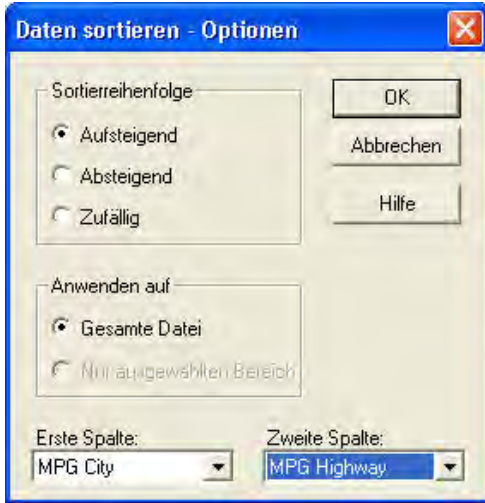 Daten sortieren - Optionen
Sortierreihenfolge
Aufsteigend
Absteigend
Zufällig
OK
Abbrechen
Hilfe
Anwenden auf
Gesamte Datei
Nur ausgewählten Bereich
Erste Spalte:
MPG City
Zweite Spalte:
MPG Highway